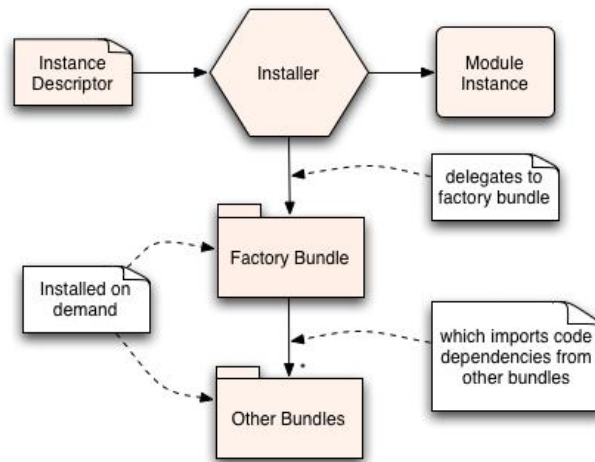 Instance
Descriptor
Installer
Module
Instance
delegates to
factory bundle
Factory Bundle
Installed on
demand
which imports code
dependencies from
other bundles
*
Other Bundles